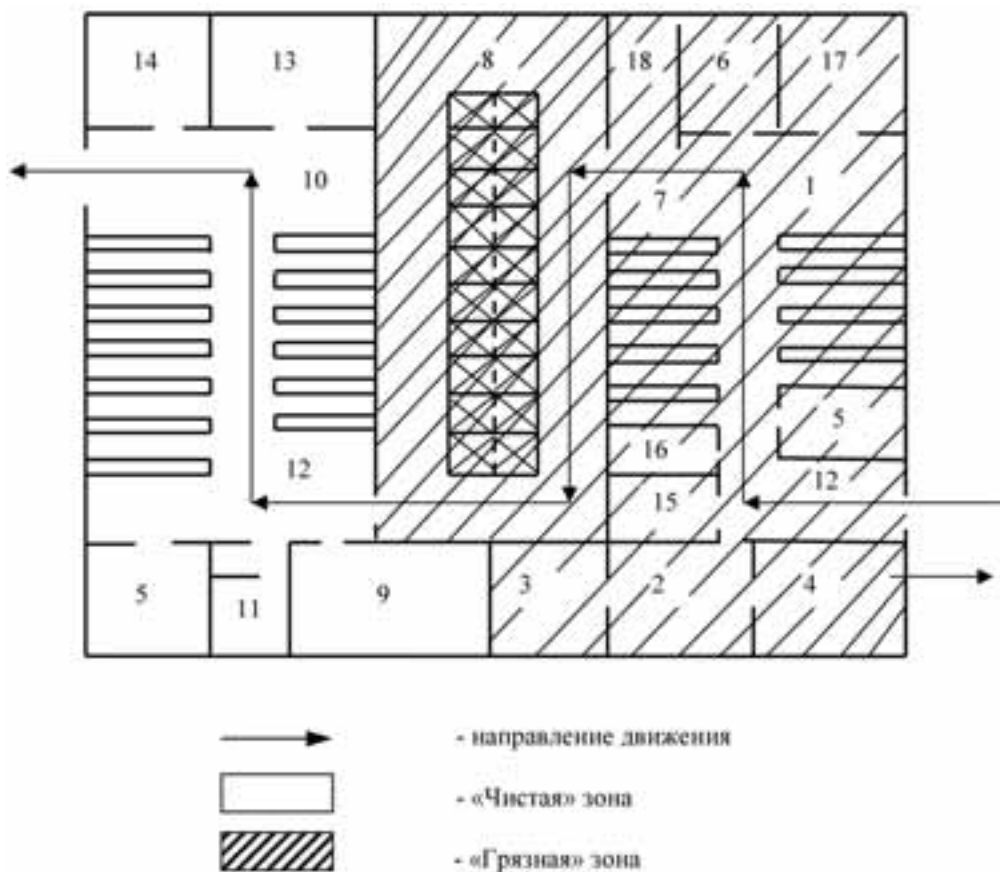 14 13 8 18 6 17
10 7 1
5
16
12 15 12
5 11 9 3 2 4
- направление движения
- «Чистая» зона
- «Грязная» зона